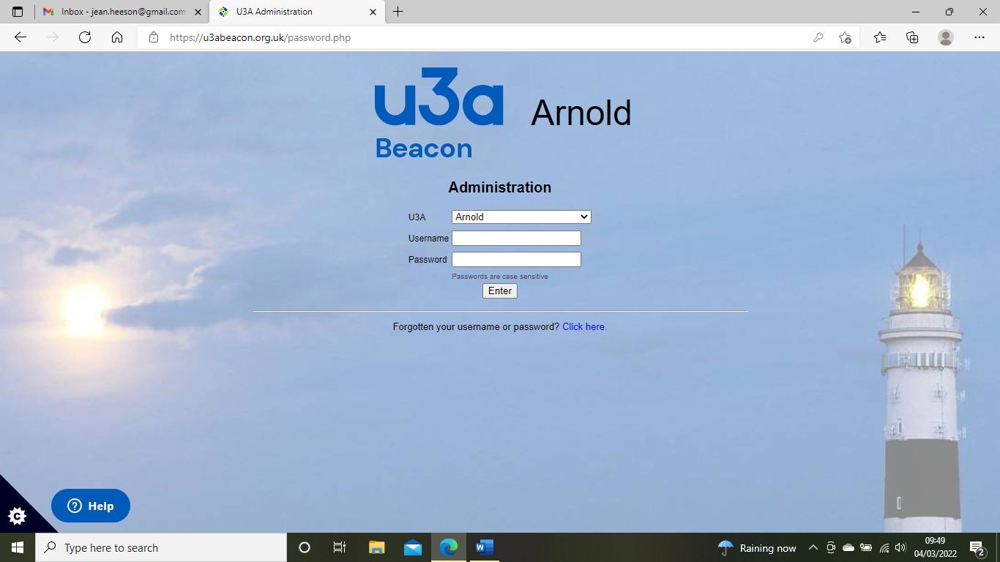 Inbox - jean.heeson@gmail.com
U3A Administration
https://u3abeacon.org.uk/password.php
u3a Arnold
Beacon
Administration
U3A Arnold
Username
Password
Passwords are case sensitive
Enter
Forgotten your username or password? Click here.
Help
Type here to search
Raining now
09:49
04/03/2022
2